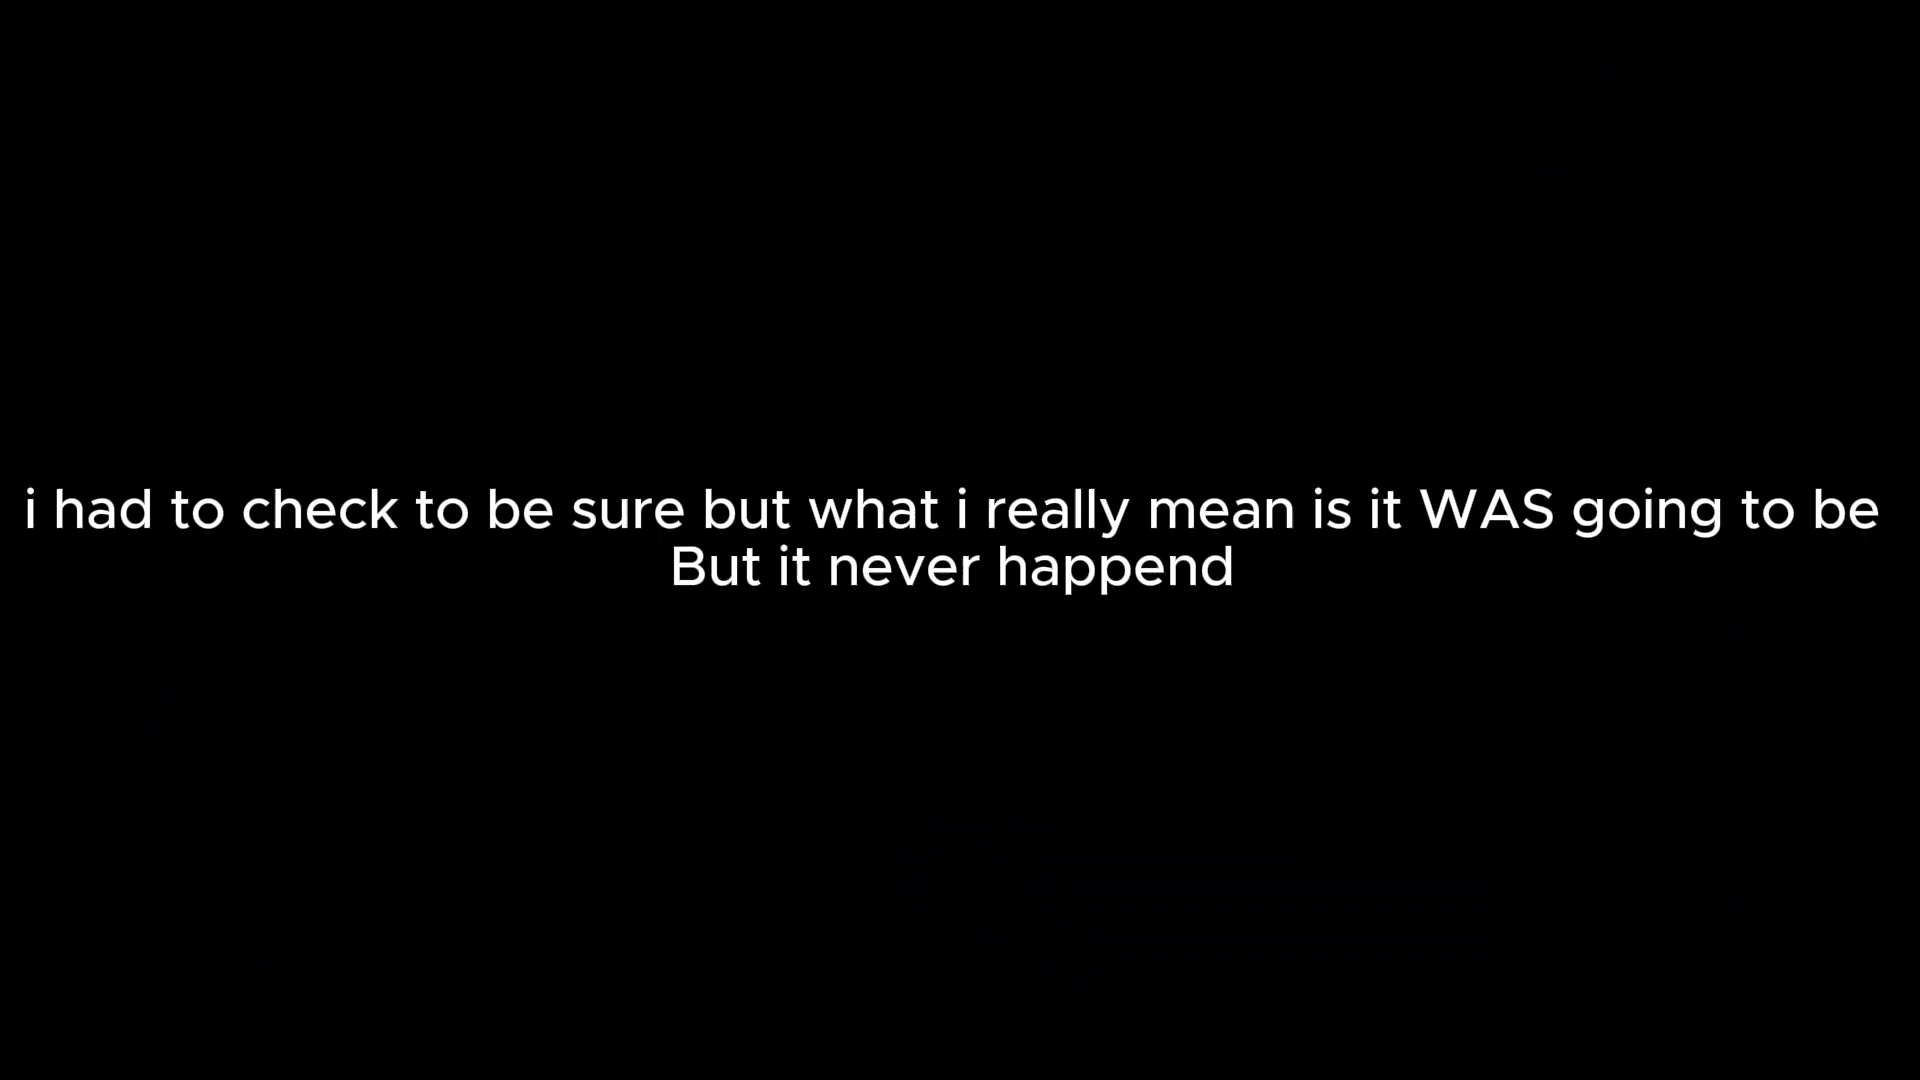 i had to check to be sure but what i really mean is it WAS going to be
But it never happend